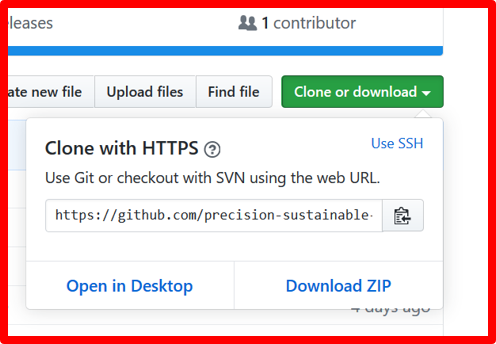 eleases
1 contributor
ate new file
Upload files
Find file
Clone or download
Clone with HTTPS ?
Use SSH
Use Git or checkout with SVN using the web URL.
https://github.com/precision-sustainable-
Open in Desktop
Download ZIP
4 days ago